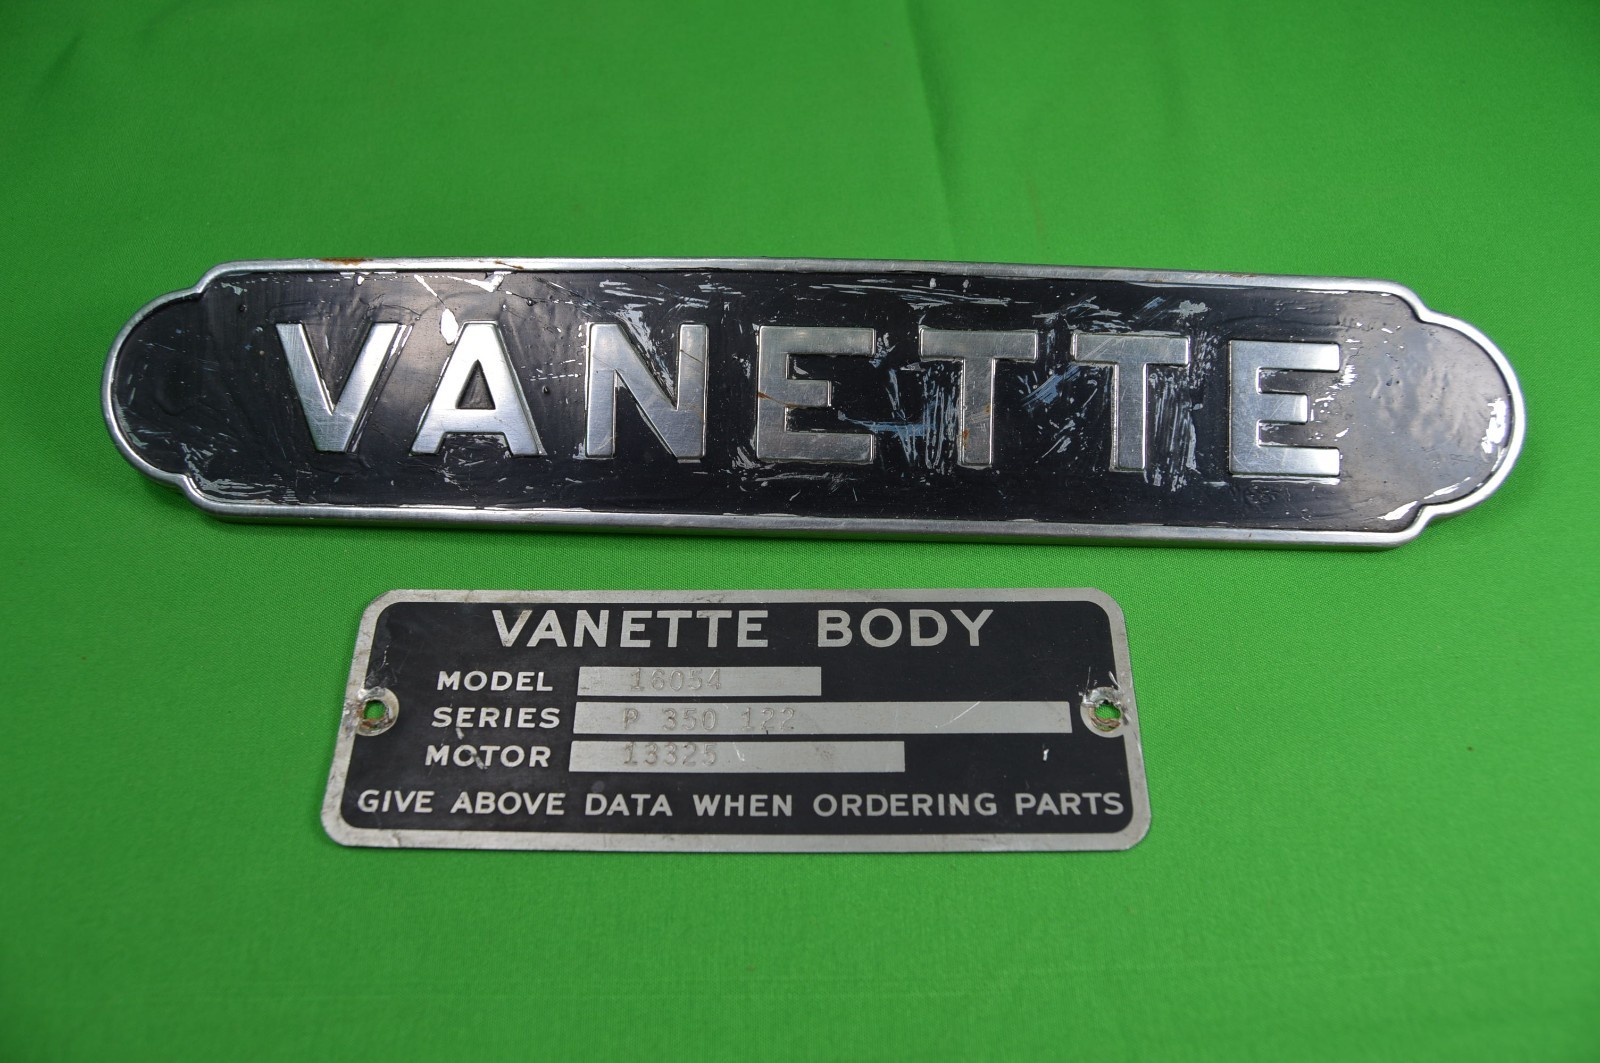 VANETTE
VANETTE BODY
MODEL 16054
SERIES P 350 122
MOTOR 13325
GIVE ABOVE DATA WHEN ORDERING PARTS